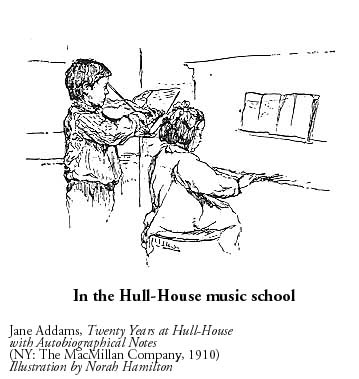 In the Hull-House music school
Jane Addams, Twenty Years at Hull-House
with Autobiographical Notes
(NY: The MacMillan Company, 1910)
Illustration by Norah Hamilton